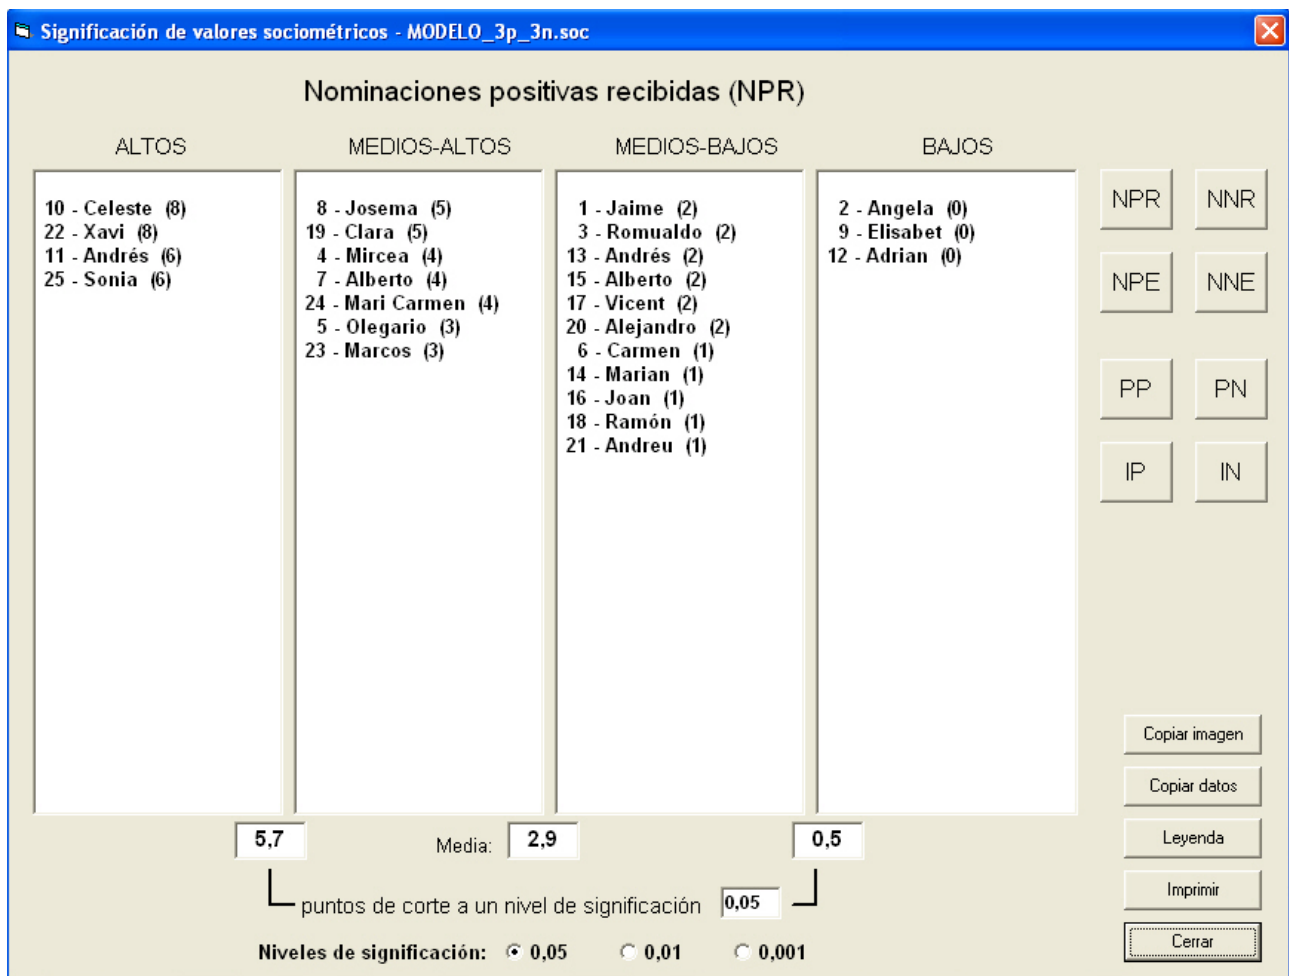 Significación de valores sociométricos - MODELO_3p_3n.soc
Nominaciones positivas recibidas (NPR)
ALTOS
10 - Celeste (8)
22 - Xavi (8)
11 - Andrés (6)
25 - Sonia (6)
MEDIOS-ALTOS
8 - Josema (5)
19 - Clara (5)
4 - Mircea (4)
7 - Alberto (4)
24 - Mari Carmen (4)
5 - Olegario (3)
23 - Marcos (3)
MEDIOS-BAJOS
1 - Jaime (2)
3 - Romualdo (2)
13 - Andrés (2)
15 - Alberto (2)
17 - Vicent (2)
20 - Alejandro (2)
6 - Carmen (1)
14 - Marian (1)
16 - Joan (1)
18 - Ramón (1)
21 - Andreu (1)
BAJOS
2 - Angela (0)
9 - Elisabet (0)
12 - Adrian (0)
NPR NNR
NPE NNE
PP PN
IP IN
Copiar imagen
Copiar datos
Leyenda
Imprimir
Cerrar
5,7 Media: 2,9 0,5
puntos de corte a un nivel de significación 0,05
Niveles de significación: 0,05 0,01 0,001